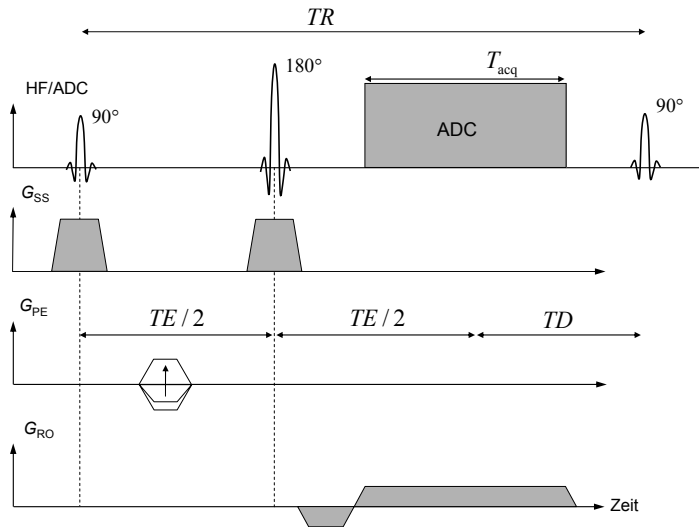 TR
HF/ADC
90°
180°
T_acq
ADC
90°
G_SS
G_PE
TE / 2
TE / 2
TD
G_RO
Zeit